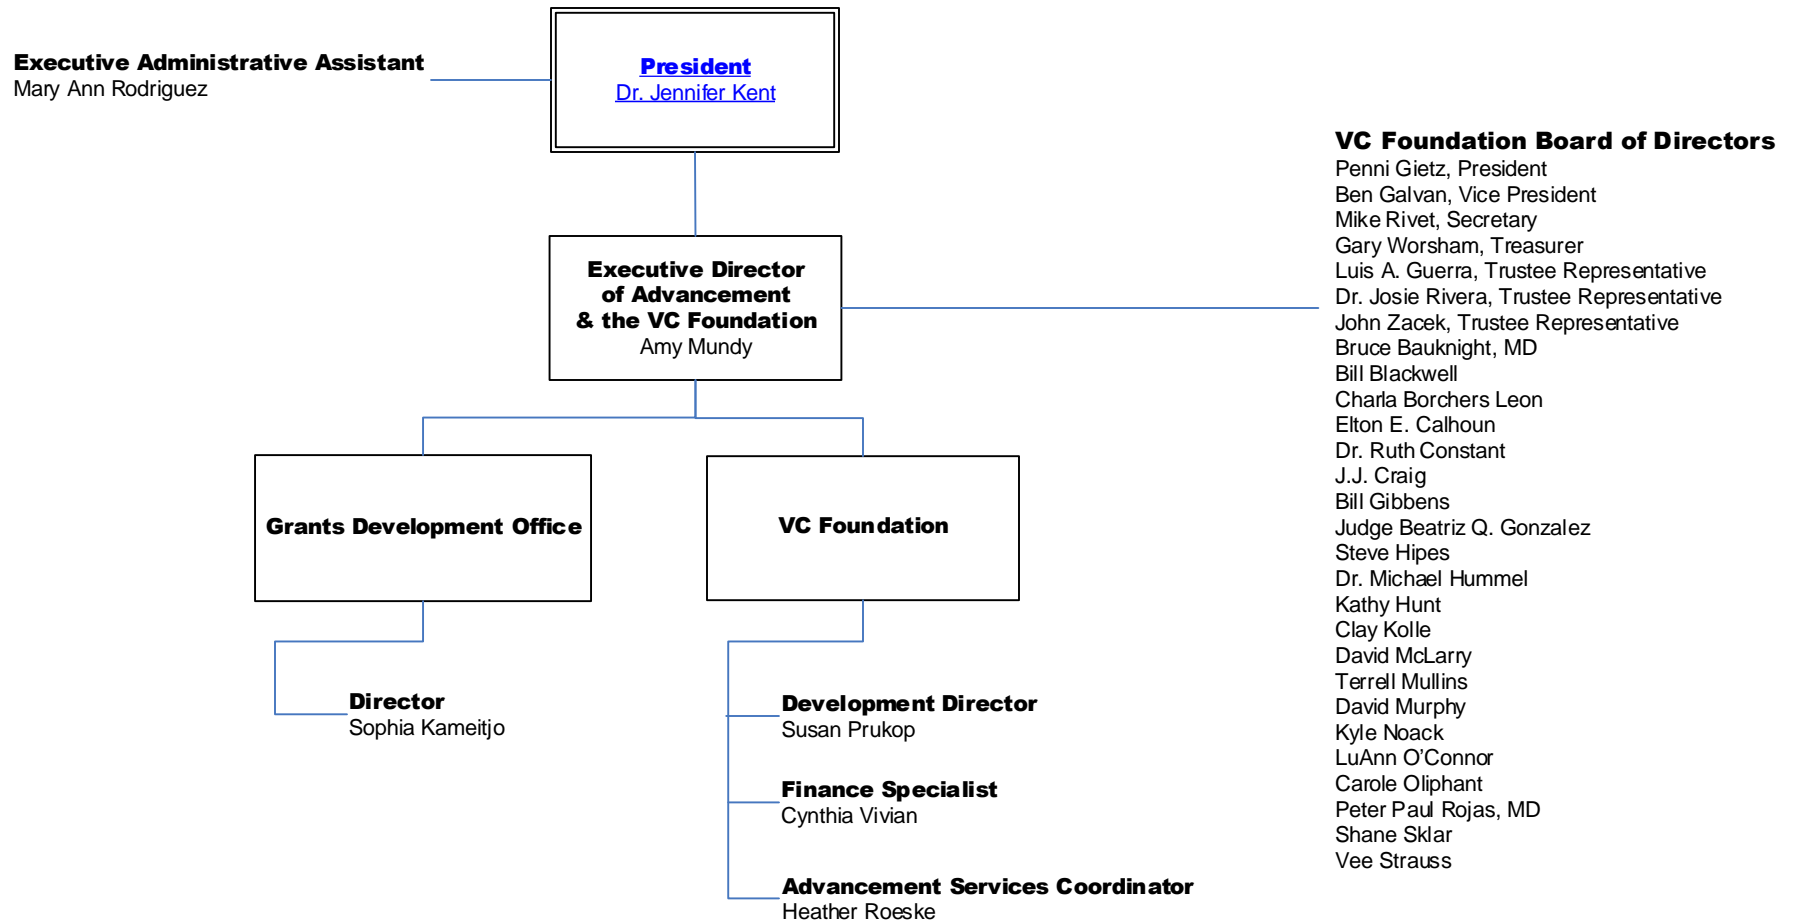 Executive Administrative Assistant
Mary Ann Rodriguez
President
Dr. Jennifer Kent
VC Foundation Board of Directors
Penni Gietz, President
Ben Galvan, Vice President
Mike Rivet, Secretary
Gary Worsham, Treasurer
Luis A. Guerra, Trustee Representative
Dr. Josie Rivera, Trustee Representative
John Zacek, Trustee Representative
Bruce Bauknight, MD
Bill Blackwell
Charla Borchers Leon
Elton E. Calhoun
Dr. Ruth Constant
J.J. Craig
Bill Gibbens
Judge Beatriz Q. Gonzalez
Steve Hipes
Dr. Michael Hummel
Kathy Hunt
Clay Kolle
David McLarry
Terrell Mullins
David Murphy
Kyle Noack
LuAnn O’Connor
Carole Oliphant
Peter Paul Rojas, MD
Shane Sklar
Vee Strauss
Executive Director
of Advancement
& the VC Foundation
Amy Mundy
Grants Development Office
VC Foundation
Director
Sophia Kameitjo
Development Director
Susan Prukop
Finance Specialist
Cynthia Vivian
Advancement Services Coordinator
Heather Roeske